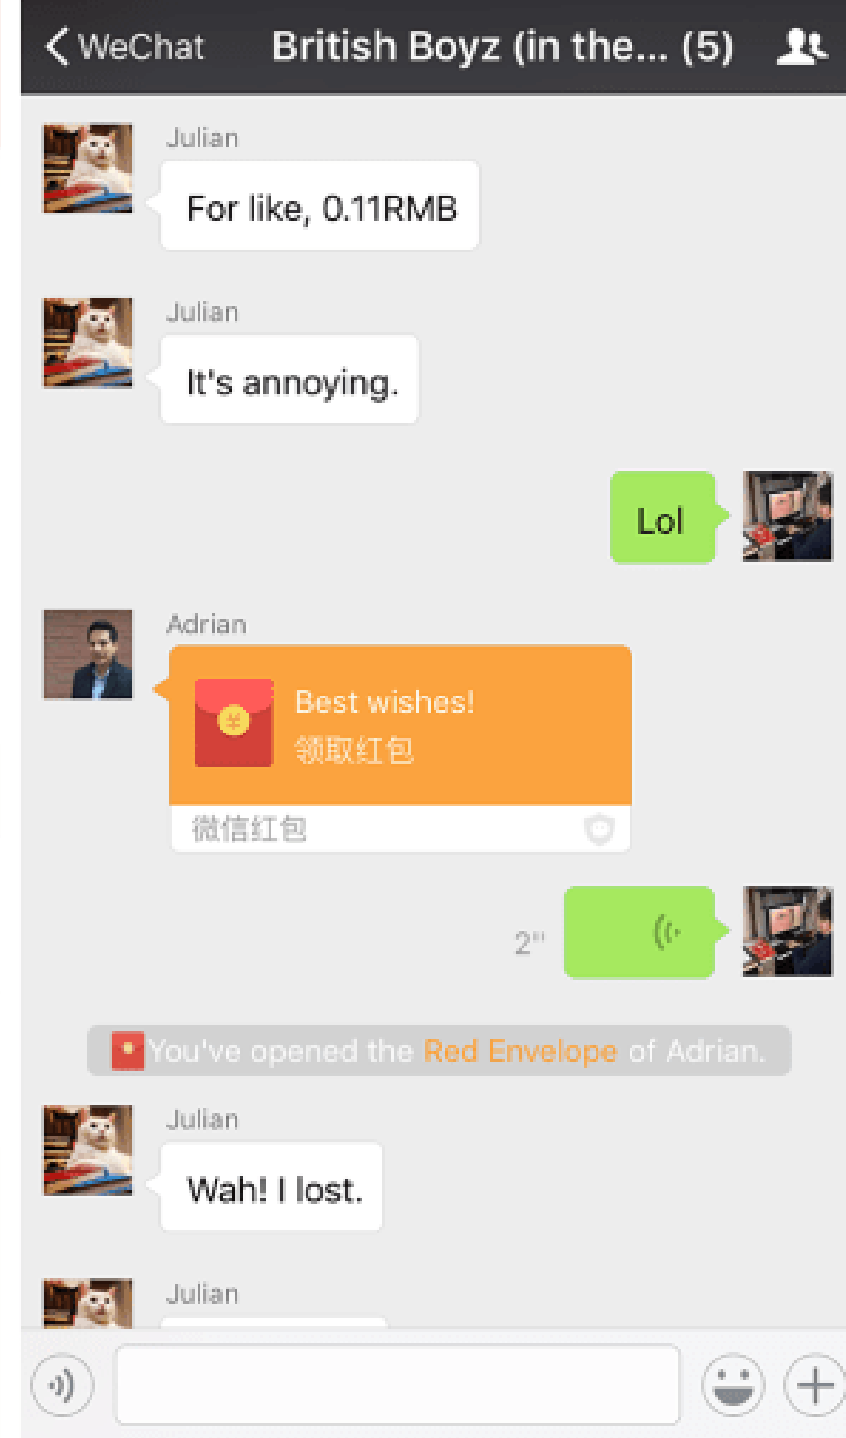 WeChat
British Boyz (in the... (5)
Julian
For like, 0.11RMB
Julian
It's annoying.
Lol
Adrian
Best wishes!
领取红包
微信红包
2"
You've opened the Red Envelope of Adrian.
Julian
Wah! I lost.
Julian